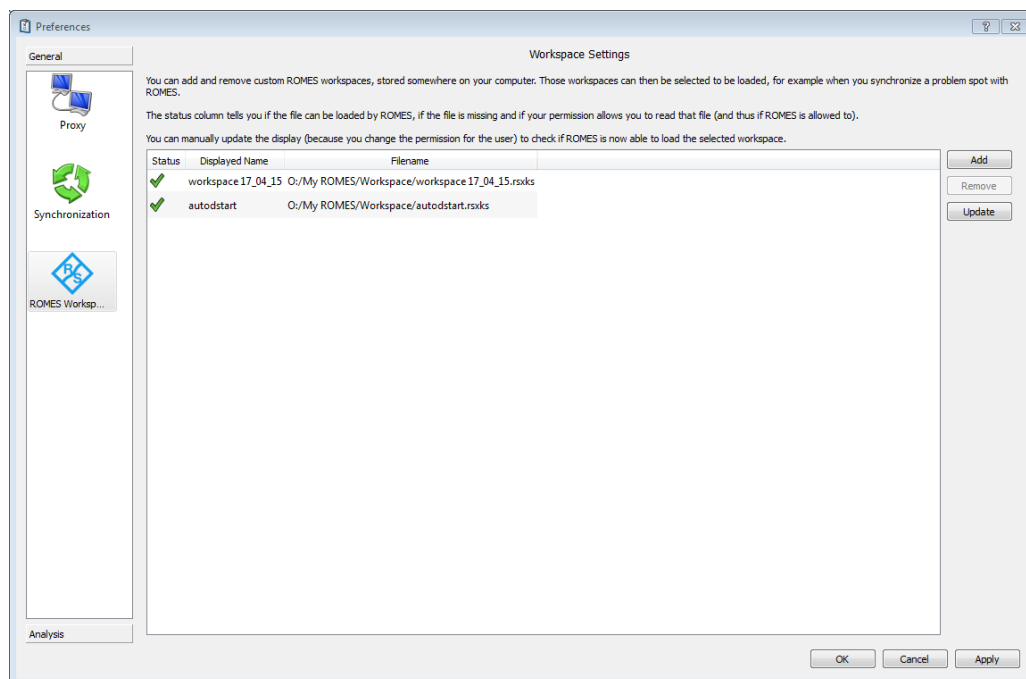 Preferences
General
Workspace Settings
You can add and remove custom ROMES workspaces, stored somewhere on your computer. Those workspaces can then be selected to be loaded, for example when you synchronize a problem spot with
ROMES.
The status column tells you if the file can be loaded by ROMES, if the file is missing and if your permission allows you to read that file (and thus if ROMES is allowed to).
You can manually update the display (because you change the permission for the user) to check if ROMES is now able to load the selected workspace.
Proxy
Synchronization
R&S
ROMES Worksp...
Status Displayed Name Filename
workspace 17_04_15 O:/My ROMES/Workspace/workspace 17_04_15.rsxks
autodstart O:/My ROMES/Workspace/autodstart.rsxks
Add
Remove
Update
Analysis
OK Cancel Apply